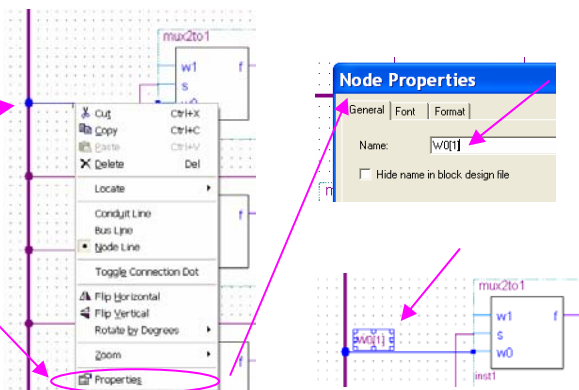 mux2to1
w1 f
s
w0
Cut Ctrl+X
Copy Ctrl+C
Paste Ctrl+V
Delete Del
Locate
Conduit Line
Bus Line
Node Line
Toggle Connection Dot
Flip Horizontal
Flip Vertical
Rotate by Degrees
Zoom
Properties
f
f
Node Properties
General Font Format
Name: W0[1]
Hide name in block design file
mux2to1
w1 f
s
W0[1]
w0
inst1